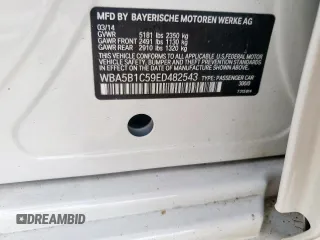 MFD BY BAYERISCHE MOTOREN WERKE AG
03/14
GVWR 5181 lbs 2350 kg
GAWR FRONT 2491 lbs 1130 kg
GAWR REAR 2910 lbs 1320 kg
THIS VEHICLE CONFORMS TO ALL APPLICABLE U.S. FEDERAL MOTOR
VEHICLE SAFETY, BUMPER AND THEFT PREVENTION STANDARDS
IN EFFECT ON THE DATE OF MANUFACTURE SHOWN ABOVE.
WBA5B1C59ED482543 TYPE: PASSENGER CAR
DREAMBID